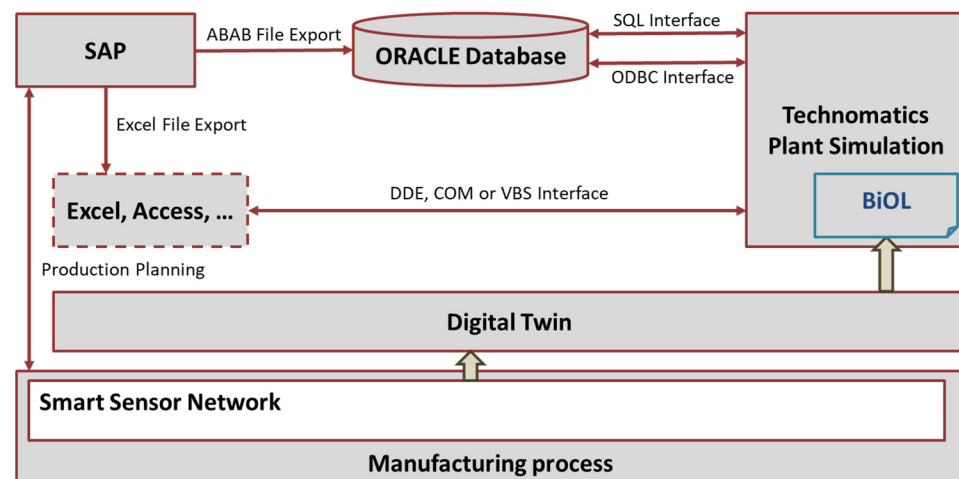 SAP
ABAB File Export
ORACLE Database
SQL Interface
ODBC Interface
Technomatics
Plant Simulation
BiOL
Excel File Export
Excel, Access, ...
DDE, COM or VBS Interface
Production Planning
Digital Twin
Smart Sensor Network
Manufacturing process